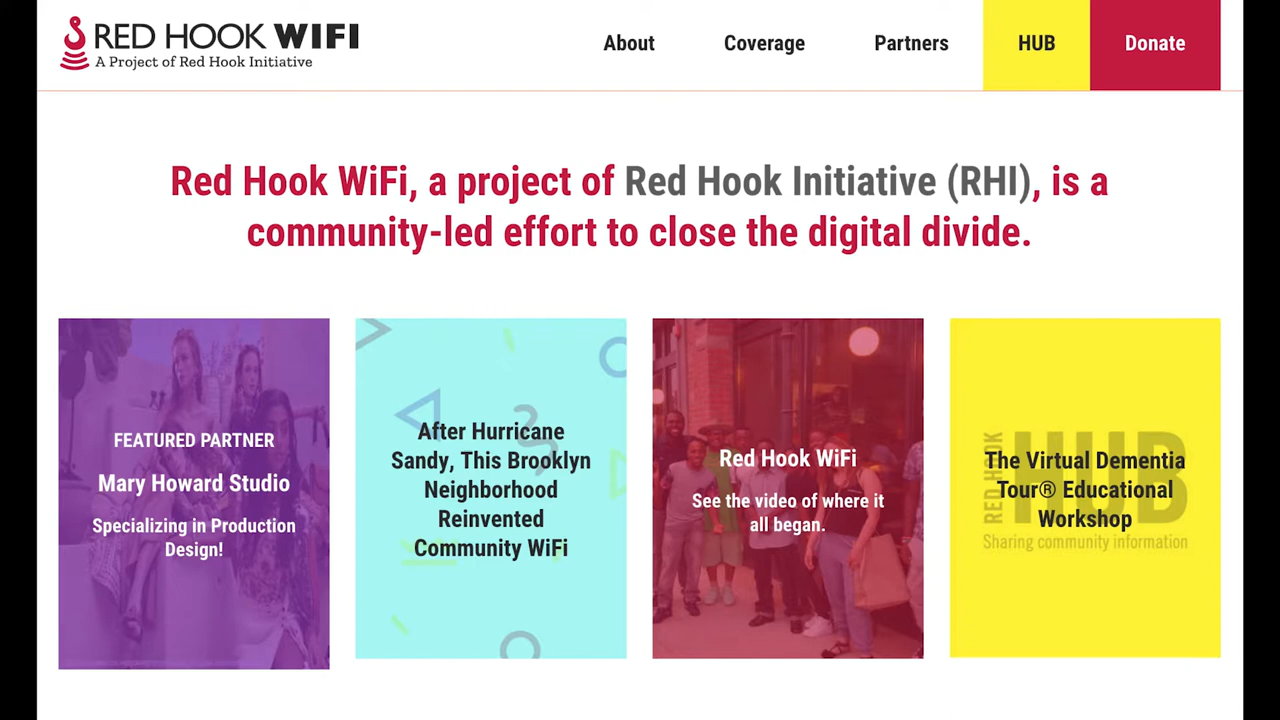 RED HOOK WIFI
A Project of Red Hook Initiative
About
Coverage
Partners
HUB
Donate
Red Hook WiFi, a project of Red Hook Initiative (RHI), is a
community-led effort to close the digital divide.
FEATURED PARTNER
Mary Howard Studio
Specializing in Production
Design!
After Hurricane
Sandy, This Brooklyn
Neighborhood
Reinvented
Community WiFi
Red Hook WiFi
See the video of where it
all began.
The Virtual Dementia
Tour® Educational
Workshop
RED HOOK
HUB
Sharing community information